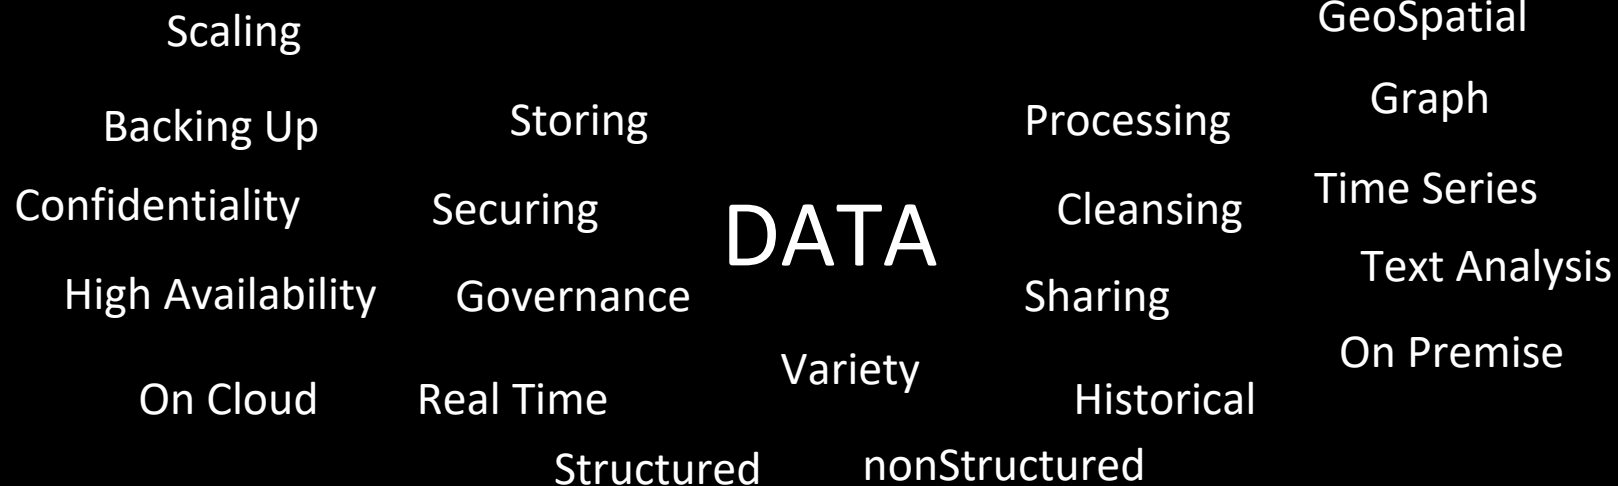 Scaling
GeoSpatial
Backing Up
Storing
Processing
Graph
Confidentiality
Securing
DATA
Cleansing
Time Series
High Availability
Governance
Sharing
Text Analysis
On Cloud
Real Time
Variety
Historical
On Premise
Structured
nonStructured